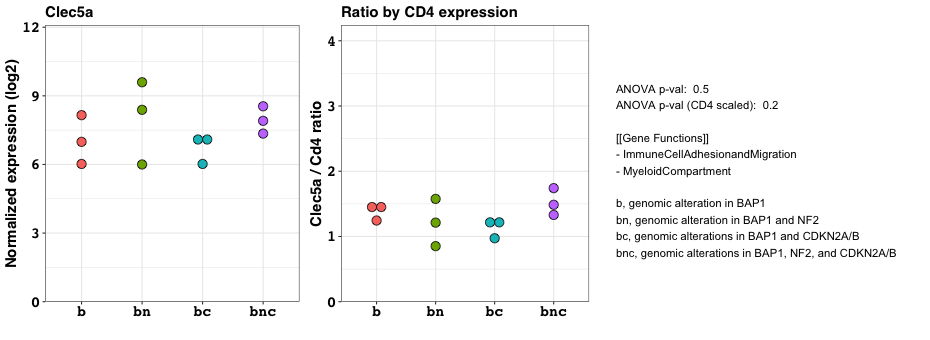 Clec5a
Normalized expression (log2)
12
9
6
3
0
b bn bc bnc
Ratio by CD4 expression
Clec5a / Cd4 ratio
4
3
2
1
0
b bn bc bnc
ANOVA p-val: 0.5
ANOVA p-val (CD4 scaled): 0.2
[[Gene Functions]]
- ImmuneCellAdhesionandMigration
- MyeloidCompartment
b, genomic alteration in BAP1
bn, genomic alteration in BAP1 and NF2
bc, genomic alterations in BAP1 and CDKN2A/B
bnc, genomic alterations in BAP1, NF2, and CDKN2A/B